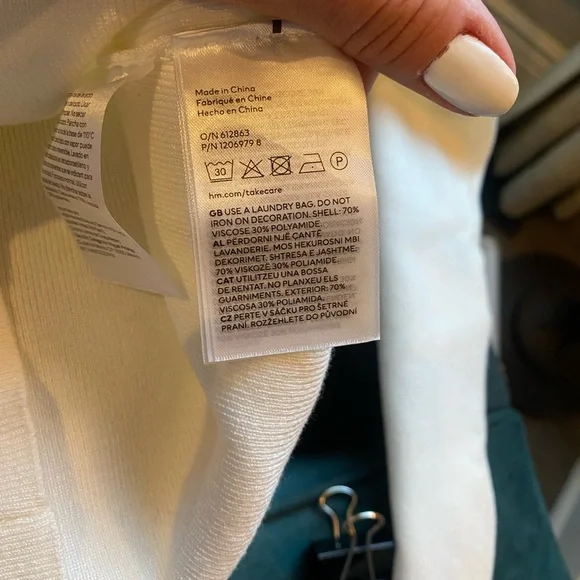 Made in China
Fabriqué en Chine
Hecho en China
O/N 612863
P/N 1206979 8
30
P
hm.com/takecare
GB USE A LAUNDRY BAG. DO NOT
IRON ON DECORATION. SHELL: 70%
VISCOSE 30% POLYAMIDE.
AL PËRDORNI NJË ÇANTË
LAVANDERIE, MOS HEKUROSNI MBI
DEKORIMET, SHTRESA E JASHTME:
70% VISKOZË 30% POLIAMIDE.
CAT UTILITZEU UNA BOSSA
DE RENTAT. NO PLANXEU ELS
GUARNIMENTS, EXTERIOR: 70%
VISCOSA 30% POLIAMIDA.
CZ PERTE V SÁČKU PRO ŠETRNÉ
PRANÍ. ROZŽEHLETE DO PŮVODNÍ